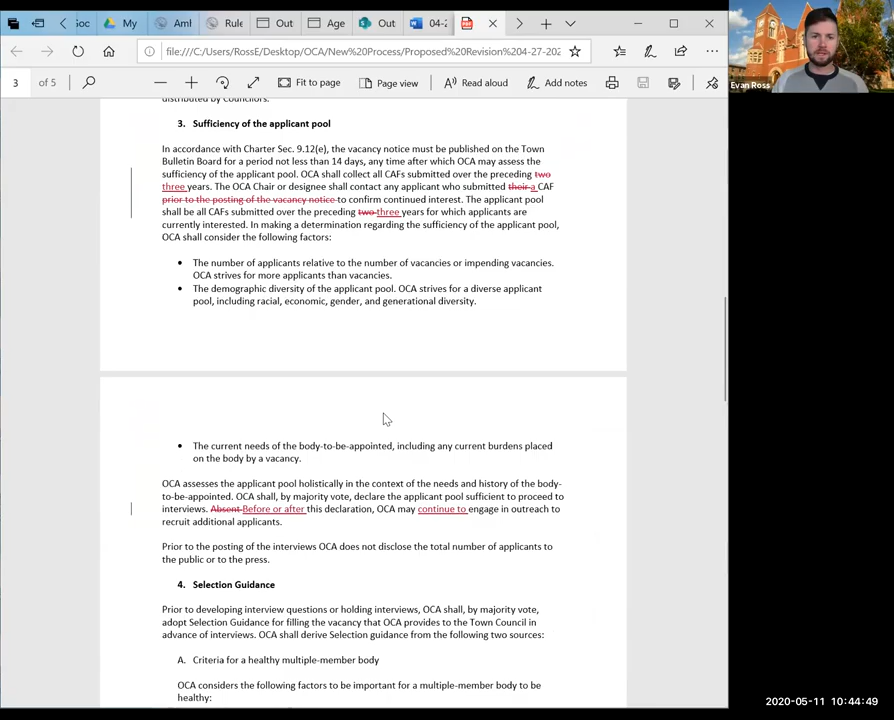 Goc
My
Aml
Rule
Out
Age
Out
04-2
file:///C:/Users/RossE/Desktop/OCA/New%20Process/Proposed%20Revision%204-27-202
3 of 5
Fit to page
Page view
Read aloud
Add notes
Evan Ross
distributed by Councilors.
3. Sufficiency of the applicant pool
In accordance with Charter Sec. 9.12(e), the vacancy notice must be published on the Town
Bulletin Board for a period not less than 14 days, any time after which OCA may assess the
sufficiency of the applicant pool. OCA shall collect all CAFs submitted over the preceding two
three years. The OCA Chair or designee shall contact any applicant who submitted their a CAF
prior to the posting of the vacancy notice to confirm continued interest. The applicant pool
shall be all CAFs submitted over the preceding two three years for which applicants are
currently interested. In making a determination regarding the sufficiency of the applicant pool,
OCA shall consider the following factors:
• The number of applicants relative to the number of vacancies or impending vacancies.
OCA strives for more applicants than vacancies.
• The demographic diversity of the applicant pool. OCA strives for a diverse applicant
pool, including racial, economic, gender, and generational diversity.
• The current needs of the body-to-be-appointed, including any current burdens placed
on the body by a vacancy.
OCA assesses the applicant pool holistically in the context of the needs and history of the body-
to-be-appointed. OCA shall, by majority vote, declare the applicant pool sufficient to proceed to
interviews. Absent Before or after this declaration, OCA may continue to engage in outreach to
recruit additional applicants.
Prior to the posting of the interviews OCA does not disclose the total number of applicants to
the public or to the press.
4. Selection Guidance
Prior to developing interview questions or holding interviews, OCA shall, by majority vote,
adopt Selection Guidance for filling the vacancy that OCA provides to the Town Council in
advance of interviews. OCA shall derive Selection guidance from the following two sources:
A. Criteria for a healthy multiple-member body
OCA considers the following factors to be important for a multiple-member body to be
healthy:
2020-05-11 10:44:49